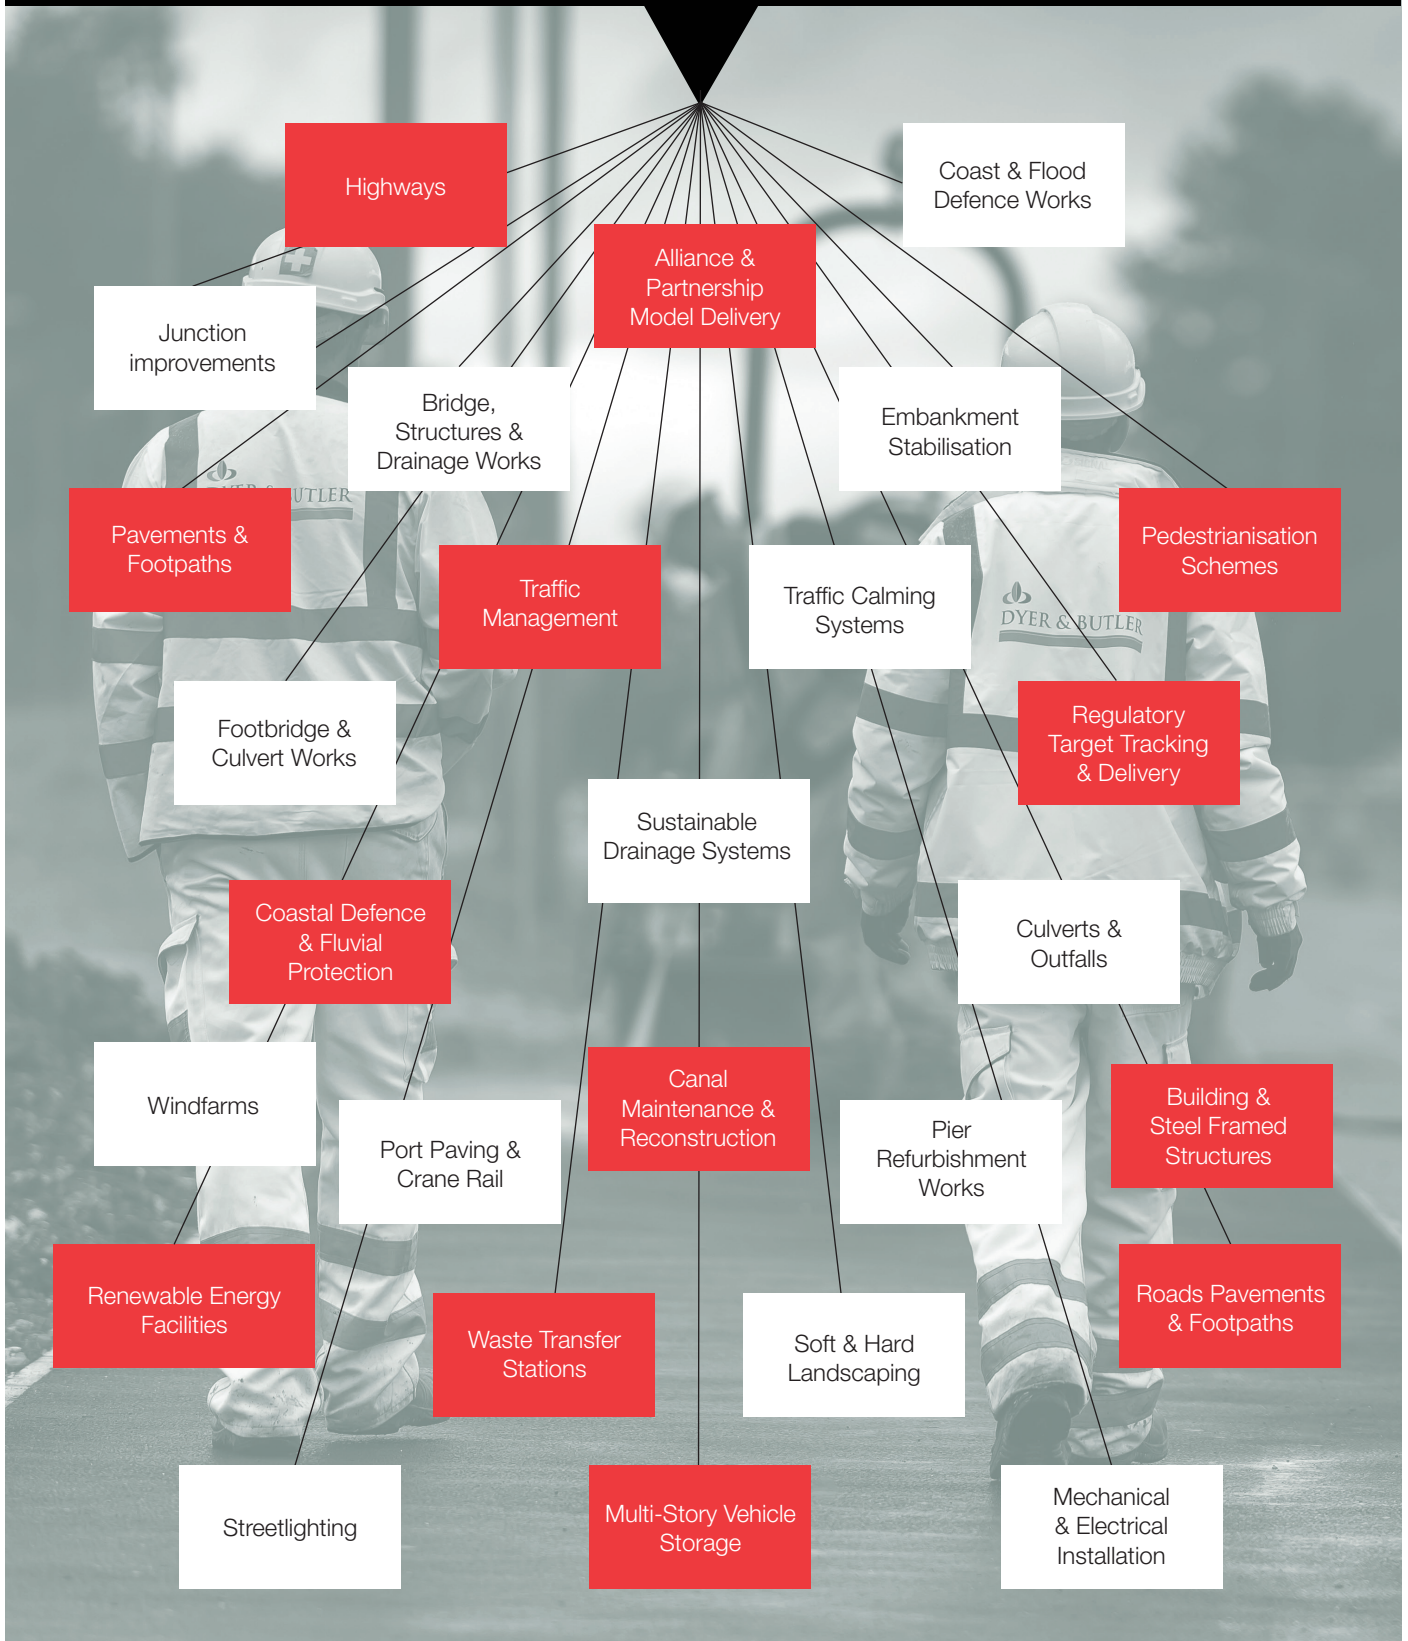 Highways
Coast & Flood
Defence Works
Alliance &
Partnership
Model Delivery
Junction
improvements
Bridge,
Structures &
Drainage Works
Embankment
Stabilisation
Pavements &
Footpaths
UTLER
Pedestrianisation
Schemes
Traffic
Management
Traffic Calming
Systems
DYER & BUTLER
Footbridge &
Culvert Works
Regulatory
Target Tracking
& Delivery
Sustainable
Drainage Systems
Coastal Defence
& Fluvial
Protection
Culverts &
Outfalls
Windfarms
Port Paving &
Crane Rail
Canal
Maintenance &
Reconstruction
Pier
Refurbishment
Works
Building &
Steel Framed
Structures
Renewable Energy
Facilities
Waste Transfer
Stations
Soft & Hard
Landscaping
Roads Pavements
& Footpaths
Streetlighting
Multi-Story Vehicle
Storage
Mechanical
& Electrical
Installation